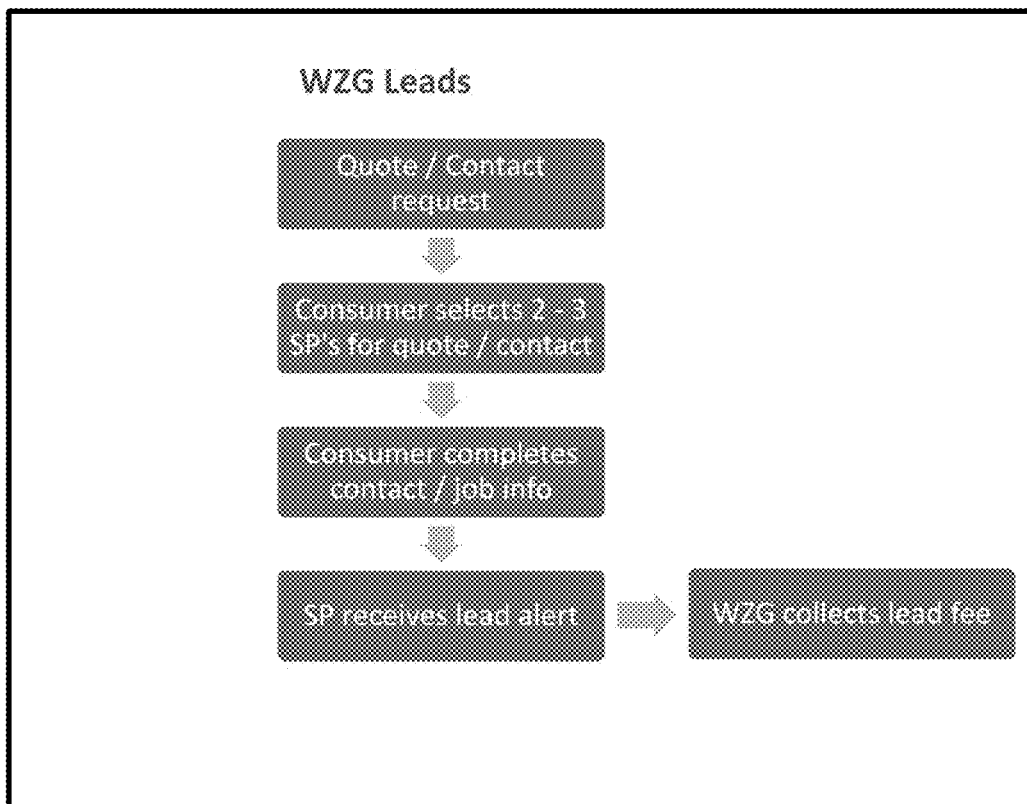 WZG Leads
Quote / Contact
request
Consumer selects 2 - 3
SP's for quote / contact
Consumer completes
contact / job info
SP receives lead alert
WZG collects lead fee